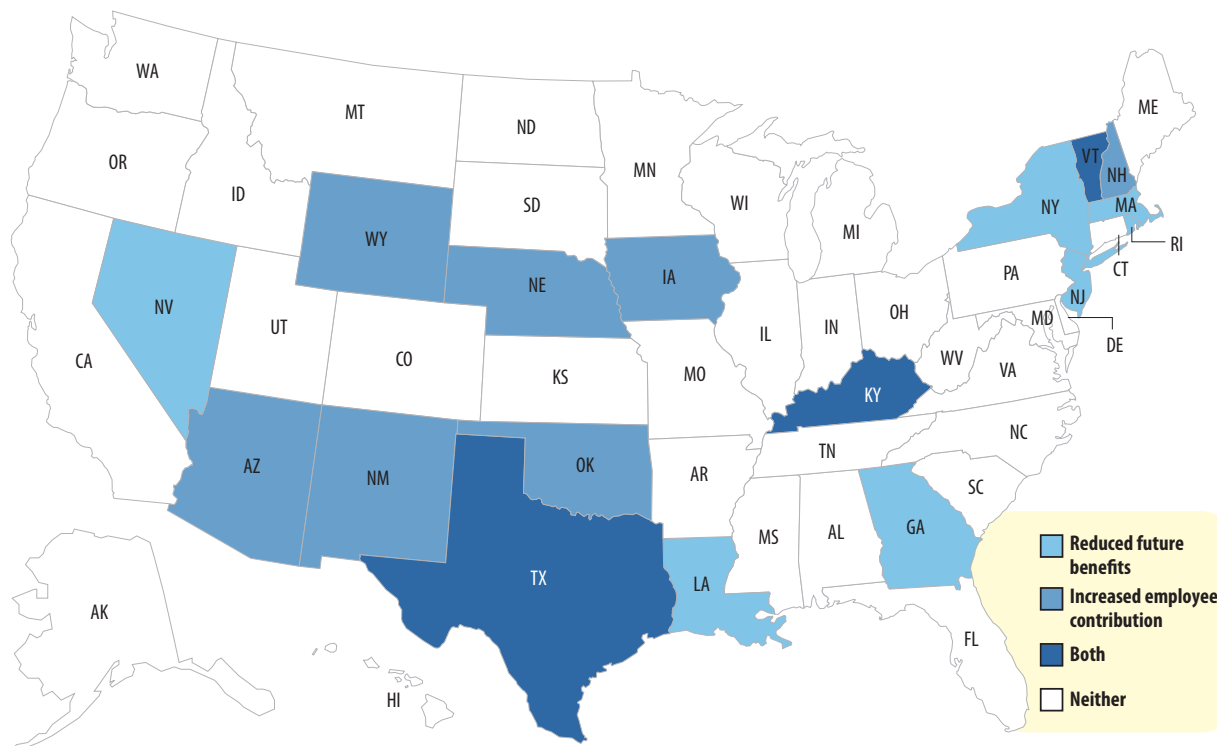 WA
MT
ND
MN
OR
ID
SD
WI
MI
WY
NE
IA
NV
UT
CO
CA
KS
MO
IL
IN
OH
PA
NY
VT
NH
ME
MA
RI
CT
NJ
MD
DE
WV
VA
KY
NC
TN
SC
AZ
NM
OK
AR
TX
LA
MS
AL
GA
FL
AK
HI
Reduced future
benefits
Increased employee
contribution
Both
Neither